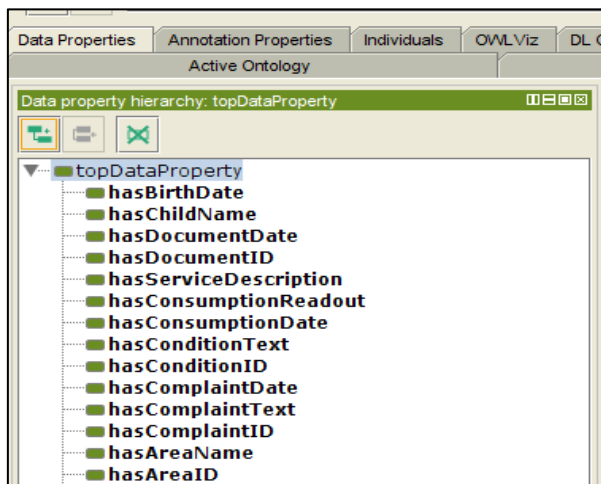 Data Properties Annotation Properties Individuals OWLViz DL
Active Ontology
Data property hierarchy: topDataProperty
topDataProperty
hasBirthDate
hasChildName
hasDocumentDate
hasDocumentID
hasServiceDescription
hasConsumptionReadout
hasConsumptionDate
hasConditionText
hasConditionID
hasComplaintDate
hasComplaintText
hasComplaintID
hasAreaName
hasAreaID